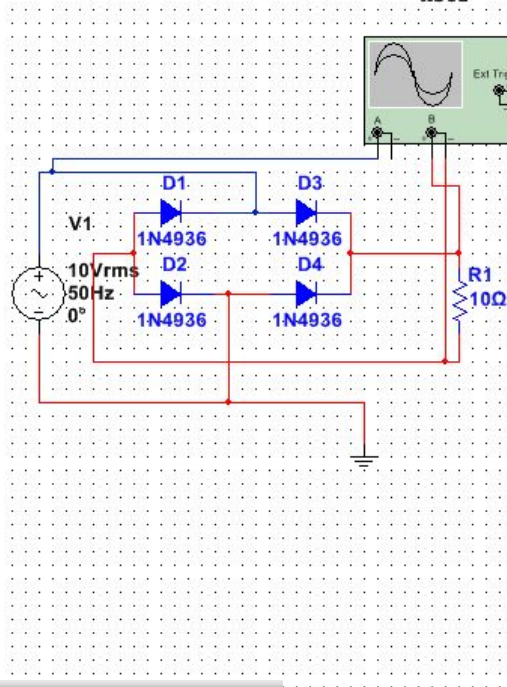 Ext Trig
A
B
D1
D3
V1
1N4936
1N4936
D2
D4
10Vrms
50Hz
0°
1N4936
1N4936
R1
10Ω